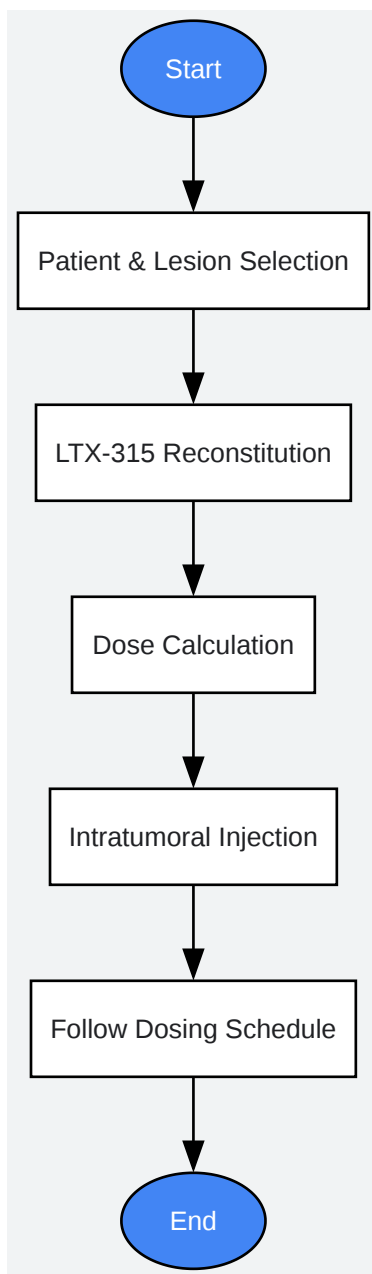 Start
Patient & Lesion Selection
LTX-315 Reconstitution
Dose Calculation
Intratumoral Injection
Follow Dosing Schedule
End